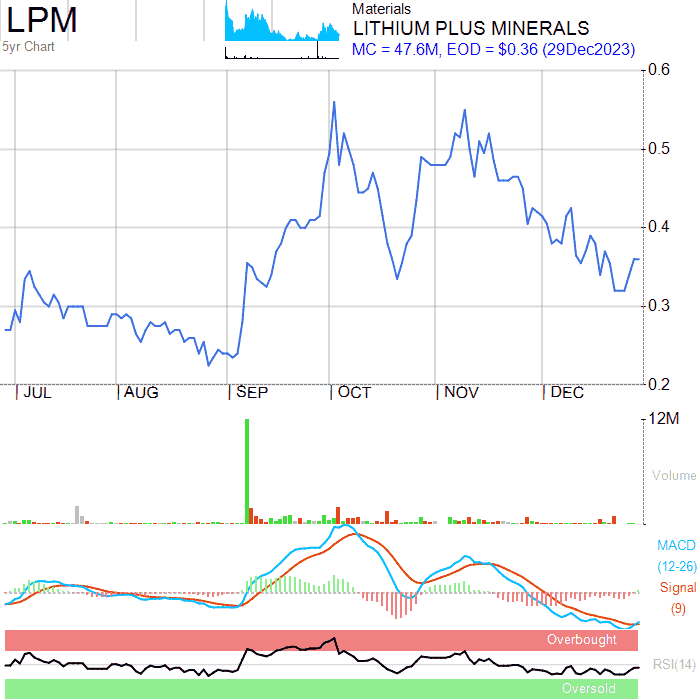 LPM
5yr Chart
Materials
LITHIUM PLUS MINERALS
MC = 47.6M, EOD = $0.36 (29Dec2023)
0.6
0.5
0.4
0.3
0.2
JUL AUG SEP OCT NOV DEC
12M
Volume
MACD
(12-26)
Signal
(9)
Overbought
RSI(14)
Oversold